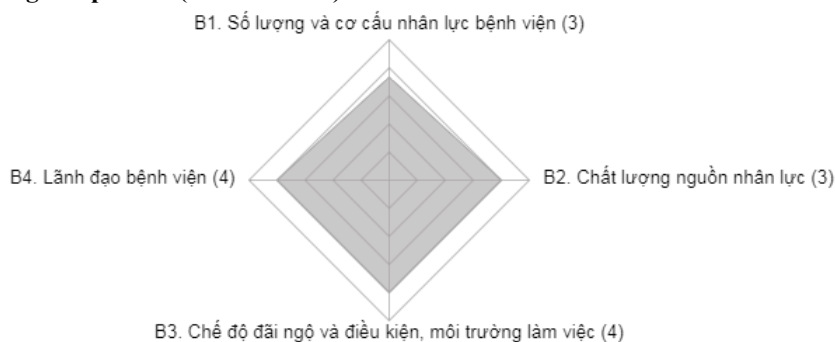 B1. Số lượng và cơ cấu nhân lực bệnh viện (3)
B4. Lãnh đạo bệnh viện (4)
B2. Chất lượng nguồn nhân lực (3)
B3. Chế độ đãi ngộ và điều kiện, môi trường làm việc (4)